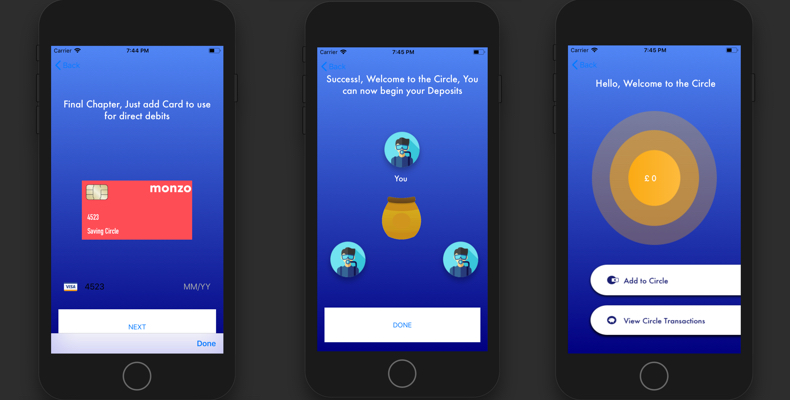 Carrier 7:44 PM
Back
Final Chapter, Just add Card to use
for direct debits
monzo
4523
Saving Circle
VISA 4523 MM/YY
NEXT
Done
Carrier 7:45 PM
Back
Success!, Welcome to the Circle, You
can now begin your Deposits
You
DONE
Carrier 7:45 PM
Back
Hello, Welcome to the Circle
£ 0
Add to Circle
View Circle Transactions